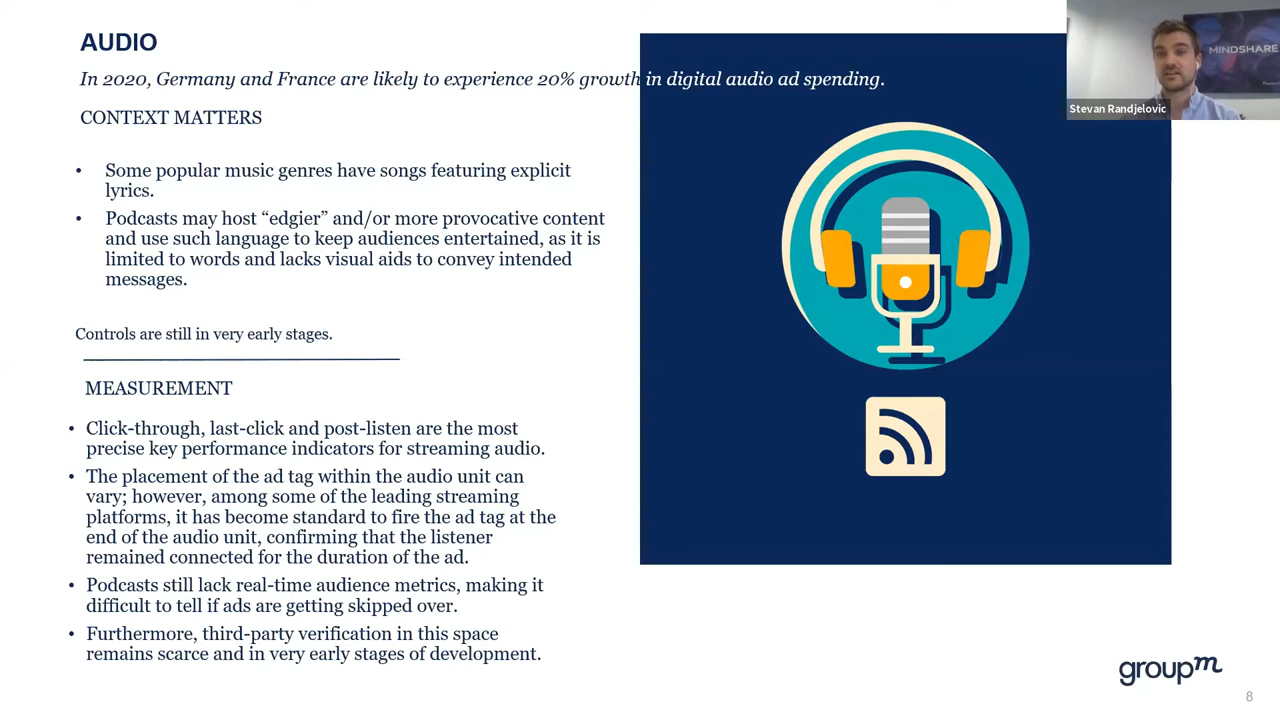 AUDIO
In 2020, Germany and France are likely to experience 20% growth in digital audio ad spending.
CONTEXT MATTERS
• Some popular music genres have songs featuring explicit
lyrics.
• Podcasts may host “edgier” and/or more provocative content
and use such language to keep audiences entertained, as it is
limited to words and lacks visual aids to convey intended
messages.
Controls are still in very early stages.
MEASUREMENT
• Click-through, last-click and post-listen are the most
precise key performance indicators for streaming audio.
• The placement of the ad tag within the audio unit can
vary; however, among some of the leading streaming
platforms, it has become standard to fire the ad tag at the
end of the audio unit, confirming that the listener
remained connected for the duration of the ad.
• Podcasts still lack real-time audience metrics, making it
difficult to tell if ads are getting skipped over.
• Furthermore, third-party verification in this space
remains scarce and in very early stages of development.
MINDSHARE
Stevan Randjelovic
groupm
8